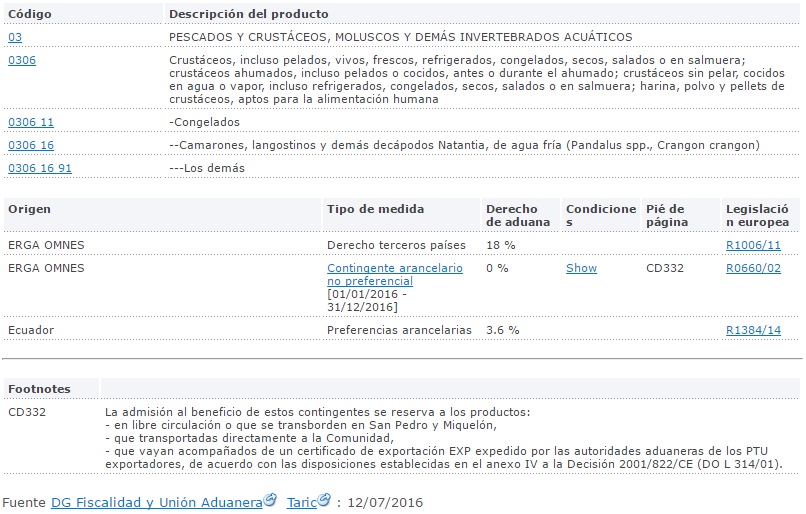 Código Descripción del producto
03 PESCADOS Y CRUSTÁCEOS, MOLUSCOS Y DEMÁS INVERTEBRADOS ACUÁTICOS
0306 Crustáceos, incluso pelados, vivos, frescos, refrigerados, congelados, secos, salados o en salmuera;
crustáceos ahumados, incluso pelados o cocidos, antes o durante el ahumado; crustáceos sin pelar, cocidos
en agua o vapor, incluso refrigerados, congelados, secos, salados o en salmuera; harina, polvo y pellets de
crustáceos, aptos para la alimentación humana
0306 11 -Congelados
0306 16 --Camarones, langostinos y demás decápodos Natantia, de agua fría (Pandalus spp., Crangon crangon)
0306 16 91 ---Los demás
Origen Tipo de medida Derecho de aduana Condiciones Pié de página Legislación europea
ERGA OMNES Derecho terceros países 18 % R1006/11
ERGA OMNES Contingente arancelario 0 % Show CD332 R0660/02
no preferencial
[01/01/2016 -
31/12/2016]
Ecuador Preferencias arancelarias 3.6 % R1384/14
Footnotes
CD332 La admisión al beneficio de estos contingentes se reserva a los productos:
- en libre circulación o que se transborden en San Pedro y Miquelón,
- que transportadas directamente a la Comunidad,
- que vayan acompañados de un certificado de exportación EXP expedido por las autoridades aduaneras de los PTU
exportadores, de acuerdo con las disposiciones establecidas en el anexo IV a la Decisión 2001/822/CE (DO L 314/01).
Fuente DG Fiscalidad y Unión Aduanera Taric : 12/07/2016